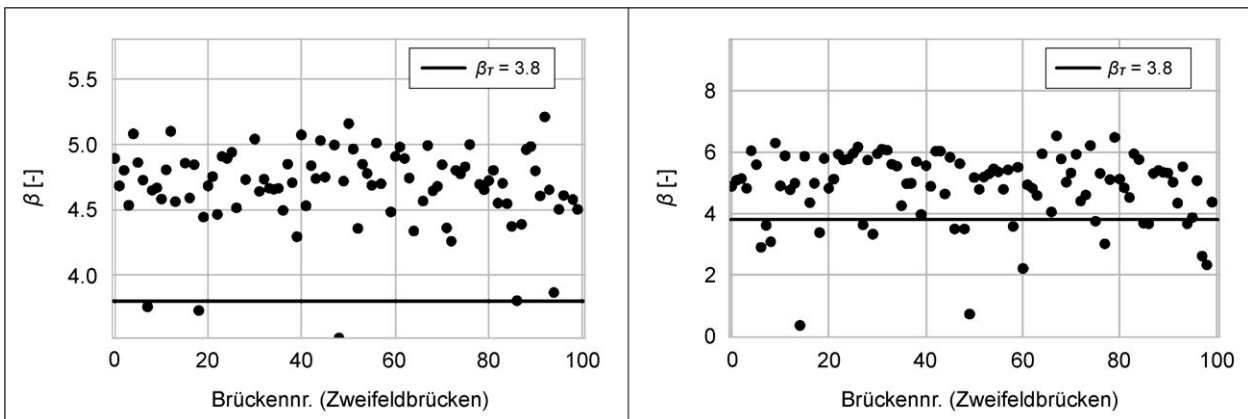 β [-]
5.5
5.0
4.5
4.0
βT = 3.8
0 20 40 60 80 100
Brückennr. (Zweifeldbrücken)
β [-]
8
6
4
2
0
βT = 3.8
0 20 40 60 80 100
Brückennr. (Zweifeldbrücken)